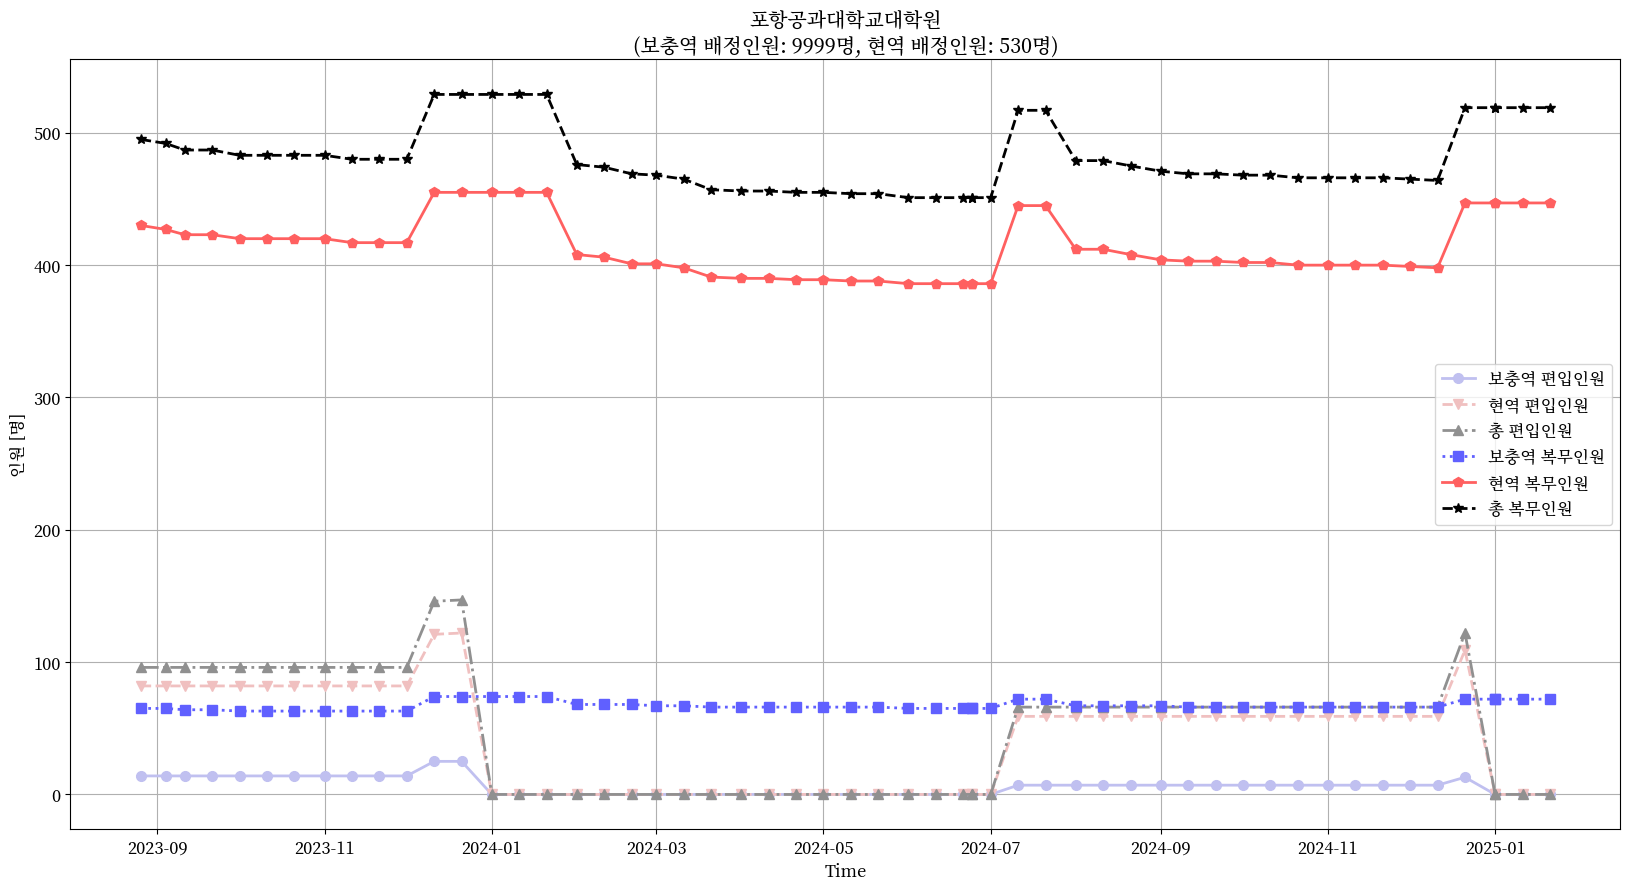 포항공과대학교대학원
(보충역 배정인원: 9999명, 현역 배정인원: 530명)
인원 [명]
500
400
300
200
100
0
보충역 편입인원
현역 편입인원
총 편입인원
보충역 복무인원
현역 복무인원
총 복무인원
2023-09 2023-11 2024-01 2024-03 2024-05 2024-07 2024-09 2024-11 2025-01
Time